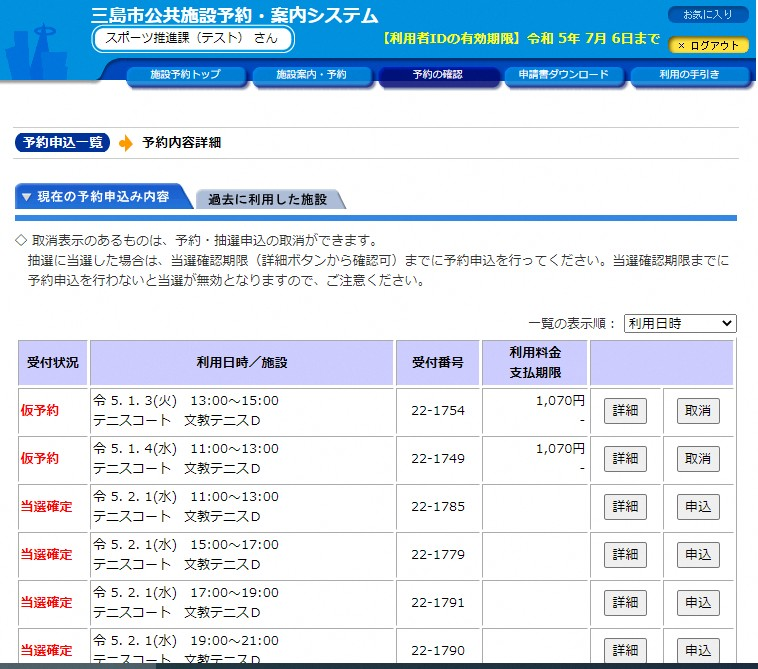 三島市公共施設予約・案内システム
お気に入り
スポーツ推進課（テスト） さん
【利用者IDの有効期限】令和 5年 7月 6日まで
× ログアウト
施設予約トップ
施設案内・予約
予約の確認
申請書ダウンロード
利用の手引き
予約申込一覧
予約内容詳細
▼ 現在の予約申込み内容
過去に利用した施設
◇ 取消表示のあるものは、予約・抽選申込の取消ができます。
抽選に当選した場合は、当選確認期限（詳細ボタンから確認可）までに予約申込を行ってください。当選確認期限までに
予約申込を行わないと当選が無効となりますので、ご注意ください。
一覧の表示順： 利用日時
受付状況 利用日時／施設 受付番号 利用料金
支払期限
仮予約 令 5. 1. 3(火) 13:00～15:00 22-1754 1,070円 詳細 取消
テニスコート 文教テニスD -
仮予約 令 5. 1. 4(水) 11:00～13:00 22-1749 1,070円 詳細 取消
テニスコート 文教テニスD -
当選確定 令 5. 2. 1(水) 11:00～13:00 22-1785 詳細 申込
テニスコート 文教テニスD
当選確定 令 5. 2. 1(水) 15:00～17:00 22-1779 詳細 申込
テニスコート 文教テニスD
当選確定 令 5. 2. 1(水) 17:00～19:00 22-1791 詳細 申込
テニスコート 文教テニスD
当選確定 令 5. 2. 1(水) 19:00～21:00 22-1790 詳細 申込
テニスコート 文教テニスD